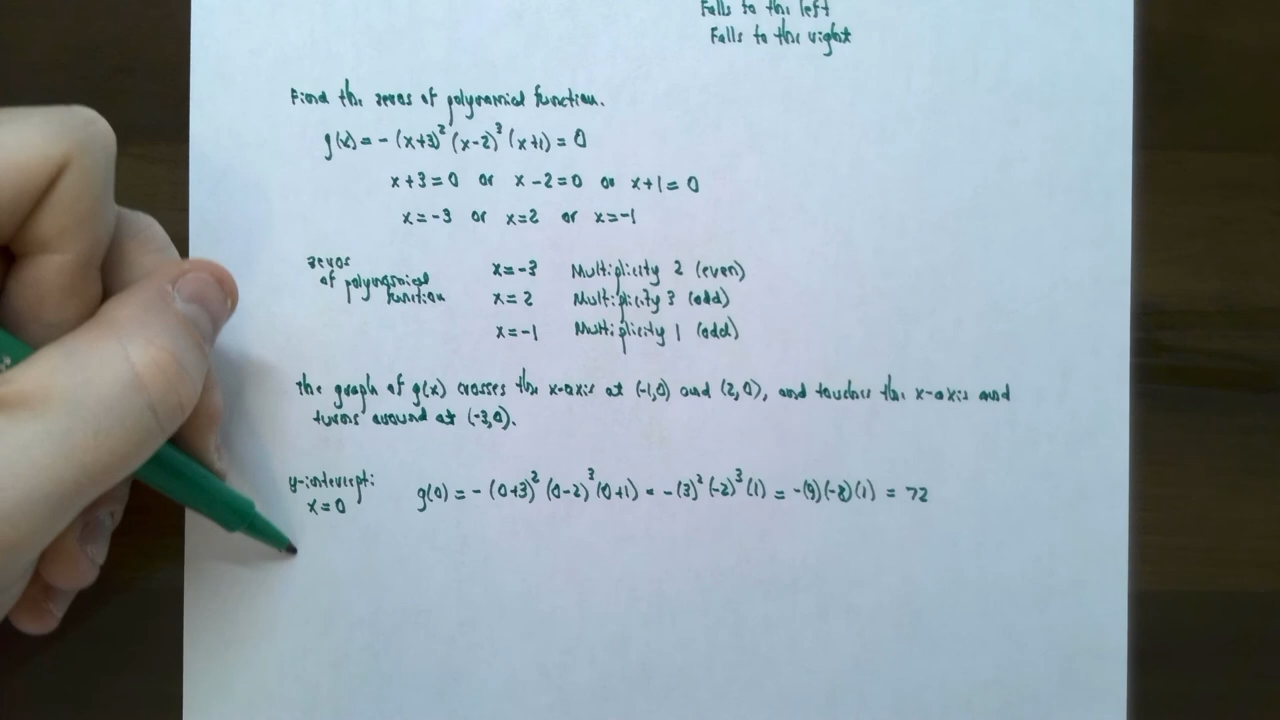 Falls to the left
Falls to the right
Find the zeros of polynomial function.
g(x) = -(x+3)² (x-2)³ (x+1) = 0
x+3=0 or x-2=0 or x+1=0
x=-3 or x=2 or x=-1
zeros of polynomial function
x=-3 Multiplicity 2 (even)
x=2 Multiplicity 3 (odd)
x=-1 Multiplicity 1 (odd)
The graph of g(x) crosses the x-axis at (-1,0) and (2,0), and touches the x-axis and
turns around at (-3,0).
y-intercept: g(0) = -(0+3)² (0-2)³ (0+1) = -(3)² (-2)³ (1) = -(9)(-8)(1) = 72
x=0